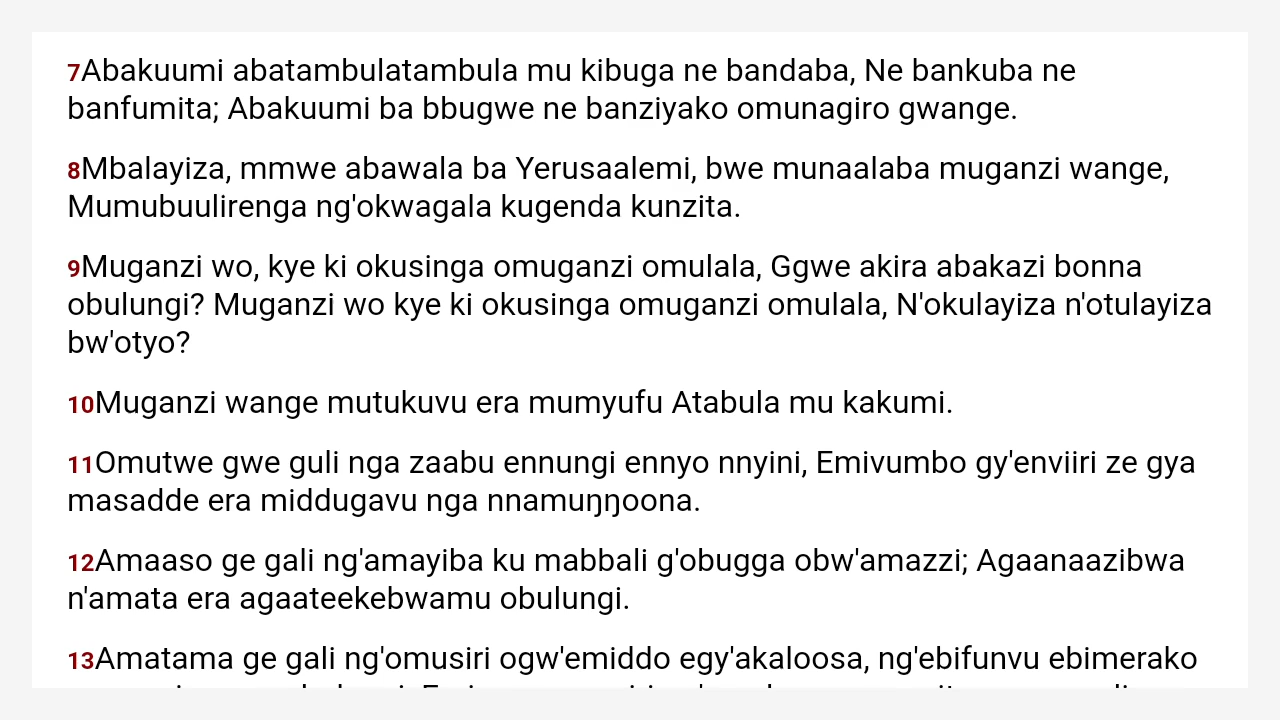 7Abakuumi abatambulatambula mu kibuga ne bandaba, Ne bankuba ne
banfumita; Abakuumi ba bbugwe ne banziyako omunagiro gwange.
8Mbalayiza, mmwe abawala ba Yerusaalemi, bwe munaalaba muganzi wange,
Mumubuulirenga ng'okwagala kugenda kunzita.
9Muganzi wo, kye ki okusinga omuganzi omulala, Ggwe akira abakazi bonna
obulungi? Muganzi wo kye ki okusinga omuganzi omulala, N'okulayiza n'otulayiza
bw'otyo?
10Muganzi wange mutukuvu era mumyufu Atabula mu kakumi.
11Omutwe gwe guli nga zaabu ennungi ennyo nnyini, Emivumbo gy'enviiri ze gya
masadde era middugavu nga nnamuŋŋoona.
12Amaaso ge gali ng'amayiba ku mabbali g'obugga obw'amazzi; Agaanaazibwa
n'amata era agaateekebwamu obulungi.
13Amatama ge gali ng'omusiri ogw'emiddo egy'akaloosa, ng'ebifunvu ebimerako